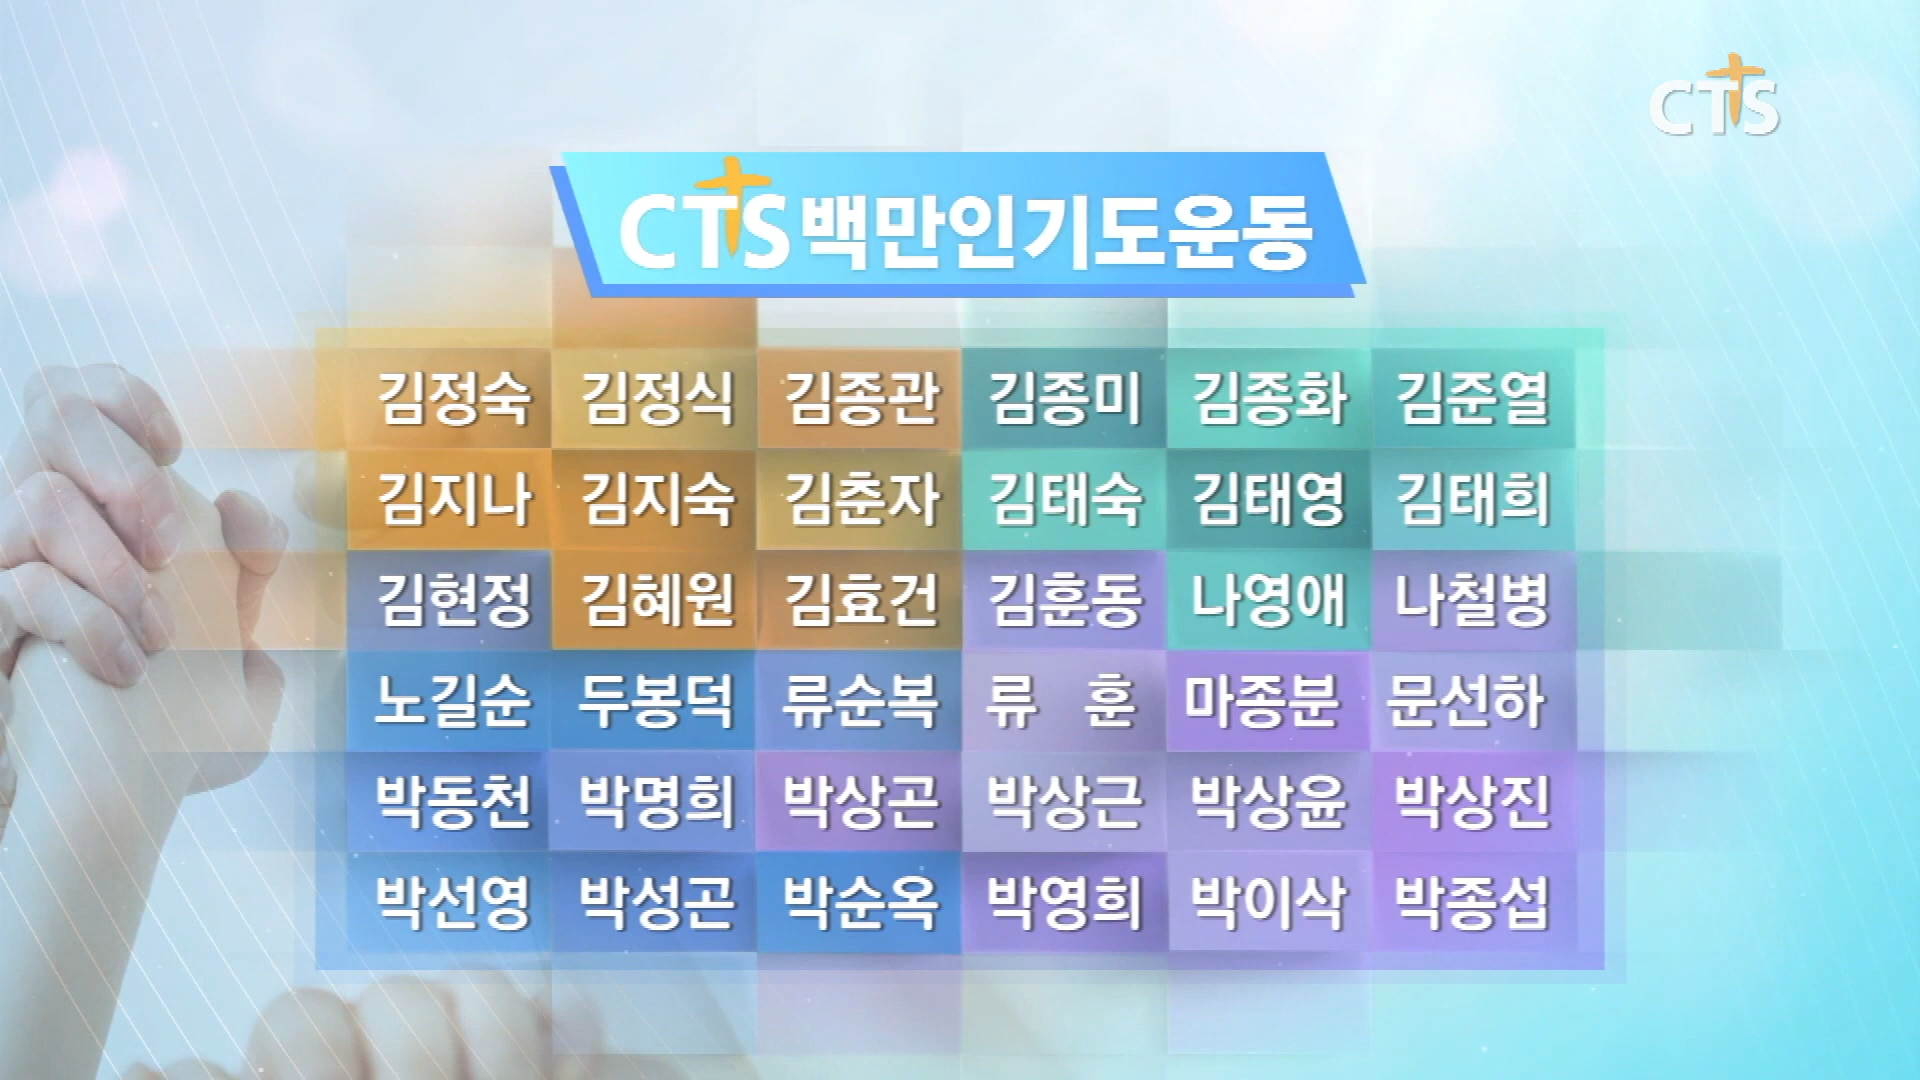 CTS
CTS백만인기도운동
김정숙 김정식 김종관 김종미 김종화 김준열
김지나 김지숙 김춘자 김태숙 김태영 김태희
김현정 김혜원 김효건 김훈동 나영애 나철병
노길순 두봉덕 류순복 류 훈 마종분 문선하
박동천 박명희 박상곤 박상근 박상윤 박상진
박선영 박성곤 박순옥 박영희 박이삭 박종섭